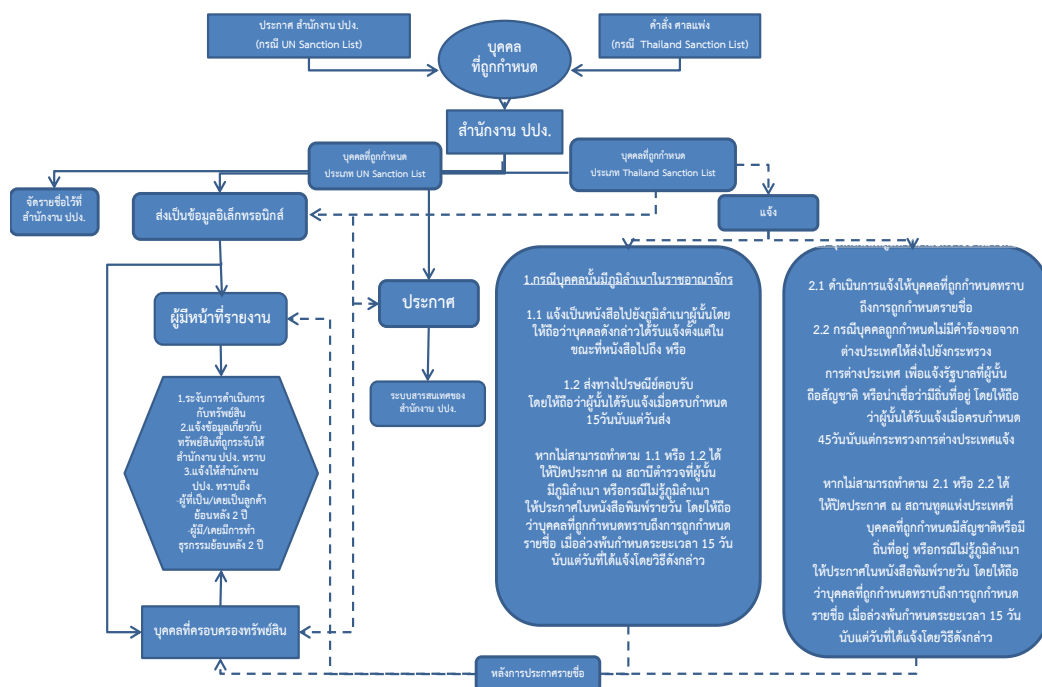 ประกาศ สำนักงาน ปปง.
(กรณี UN Sanction List)
บุคคล
ที่ถูกกำหนด
คำสั่ง ศาลแพ่ง
(กรณี Thailand Sanction List)
สำนักงาน ปปง.
บุคคลที่ถูกกำหนด
ประเภท UN Sanction List
บุคคลที่ถูกกำหนด
ประเภท Thailand Sanction List
จัดรายชื่อไว้ที่
สำนักงาน ปปง.
ส่งเป็นข้อมูลอิเล็กทรอนิกส์
แจ้ง
ผู้มีหน้าที่รายงาน
ประกาศ
ระบบสารสนเทศของ
สำนักงาน ปปง.
1.ระงับการดำเนินการ
กับทรัพย์สิน
2.แจ้งข้อมูลเกี่ยวกับ
ทรัพย์สินที่ถูกระงับให้
สำนักงาน ปปง. ทราบ
3.แจ้งให้สำนักงาน
ปปง. ทราบถึง
-ผู้ที่เป็น/เคยเป็นลูกค้า
ย้อนหลัง 2 ปี
-ผู้มี/เคยมีการทำ
ธุรกรรมย้อนหลัง 2 ปี
บุคคลที่ครอบครองทรัพย์สิน
1.กรณีบุคคลนั้นมีภูมิลำเนาในราชอาณาจักร
1.1 แจ้งเป็นหนังสือไปยังภูมิลำเนาผู้นั้นโดย
ให้ถือว่าบุคคลดังกล่าวได้รับแจ้งตั้งแต่ใน
ขณะที่หนังสือไปถึง หรือ
1.2 ส่งทางไปรษณีย์ตอบรับ
โดยให้ถือว่าผู้นั้นได้รับแจ้งเมื่อครบกำหนด
15วันนับแต่วันส่ง
หากไม่สามารถทำตาม 1.1 หรือ 1.2 ได้
ให้ปิดประกาศ ณ สถานีตำรวจที่ผู้นั้น
มีภูมิลำเนา หรือกรณีไม่รู้ภูมิลำเนา
ให้ประกาศในหนังสือพิมพ์รายวัน โดยให้ถือ
ว่าบุคคลที่ถูกกำหนดทราบถึงการถูกกำหนด
รายชื่อ เมื่อล่วงพ้นกำหนดระยะเวลา 15 วัน
นับแต่วันที่ได้แจ้งโดยวิธีดังกล่าว
2.1 ดำเนินการแจ้งให้บุคคลที่ถูกกำหนดทราบ
ถึงการถูกกำหนดรายชื่อ
2.2 กรณีบุคคลถูกกำหนดไม่มีคำร้องขอจาก
ต่างประเทศให้ส่งไปยังกระทรวง
การต่างประเทศ เพื่อแจ้งรัฐบาลที่ผู้นั้น
ถือสัญชาติ หรือน่าเชื่อว่ามีถิ่นที่อยู่ โดยให้ถือ
ว่าผู้นั้นได้รับแจ้งเมื่อครบกำหนด
45วันนับแต่กระทรวงการต่างประเทศแจ้ง
หากไม่สามารถทำตาม 2.1 หรือ 2.2 ได้
ให้ปิดประกาศ ณ สถานทูตแห่งประเทศที่
บุคคลที่ถูกกำหนดมีสัญชาติหรือมี
ถิ่นที่อยู่ หรือกรณีไม่รู้ภูมิลำเนา
ให้ประกาศในหนังสือพิมพ์รายวัน โดยให้ถือ
ว่าบุคคลที่ถูกกำหนดทราบถึงการถูกกำหนด
รายชื่อ เมื่อล่วงพ้นกำหนดระยะเวลา 15 วัน
นับแต่วันที่ได้แจ้งโดยวิธีดังกล่าว
หลังการประกาศรายชื่อ